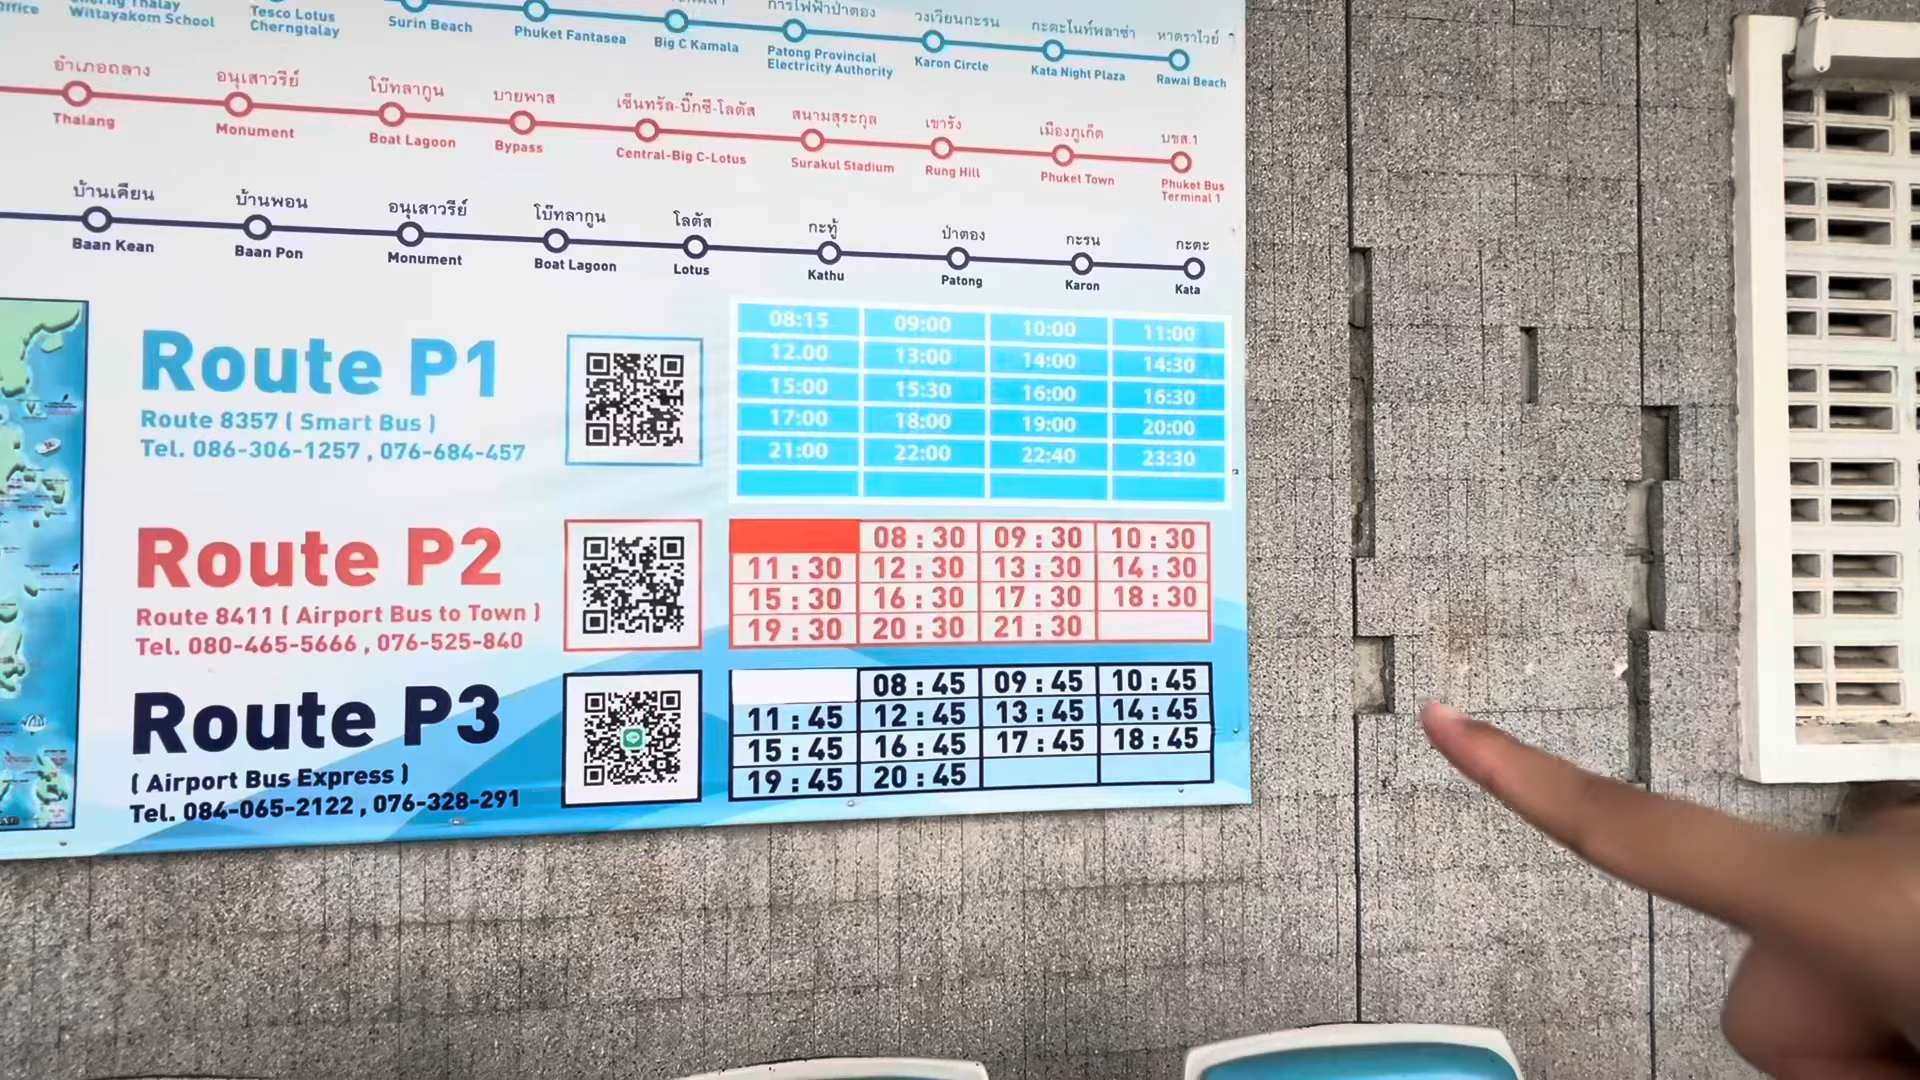 Wittayakom School
Tesco Lotus
Cherngtalay
Surin Beach
Phuket Fantasea
Big C Kamala
การไฟฟ้าป่าตอง
Patong Provincial
Electricity Authority
วงเวียนกะรน
Karon Circle
กะตะไนท์พลาซ่า
Kata Night Plaza
หาดราไวย์
Rawai Beach
อำเภอถลาง
Thalang
อนุเสาวรีย์
Monument
โบ๊ทลากูน
Boat Lagoon
บายพาส
Bypass
เซ็นทรัล-บิ๊กซี-โลตัส
Central-Big C-Lotus
สนามสุระกุล
Surakul Stadium
เขารัง
Rung Hill
เมืองภูเก็ต
Phuket Town
บขส.1
Phuket Bus
Terminal 1
บ้านเคียน
Baan Kean
บ้านพอน
Baan Pon
อนุเสาวรีย์
Monument
โบ๊ทลากูน
Boat Lagoon
โลตัส
Lotus
กะทู้
Kathu
ป่าตอง
Patong
กะรน
Karon
กะตะ
Kata
Route P1
Route 8357 ( Smart Bus )
Tel. 086-306-1257 , 076-684-457
08:15 09:00 10:00 11:00
12.00 13:00 14:00 14:30
15:00 15:30 16:00 16:30
17:00 18:00 19:00 20:00
21:00 22:00 22:40 23:30
Route P2
Route 8411 ( Airport Bus to Town )
Tel. 080-465-5666 , 076-525-840
08 : 30 09 : 30 10 : 30
11 : 30 12 : 30 13 : 30 14 : 30
15 : 30 16 : 30 17 : 30 18 : 30
19 : 30 20 : 30 21 : 30
Route P3
( Airport Bus Express )
Tel. 084-065-2122 , 076-328-291
08 : 45 09 : 45 10 : 45
11 : 45 12 : 45 13 : 45 14 : 45
15 : 45 16 : 45 17 : 45 18 : 45
19 : 45 20 : 45